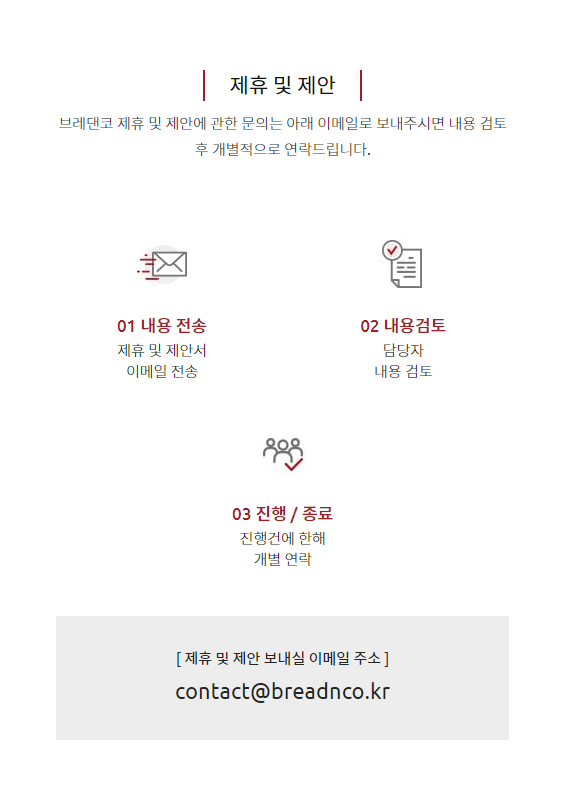 제휴 및 제안
브레댄코 제휴 및 제안에 관한 문의는 아래 이메일로 보내주시면 내용 검토
후 개별적으로 연락드립니다.
01 내용 전송
제휴 및 제안서
이메일 전송
02 내용검토
담당자
내용 검토
03 진행 / 종료
진행건에 한해
개별 연락
[ 제휴 및 제안 보내실 이메일 주소 ]
contact@breadnco.kr